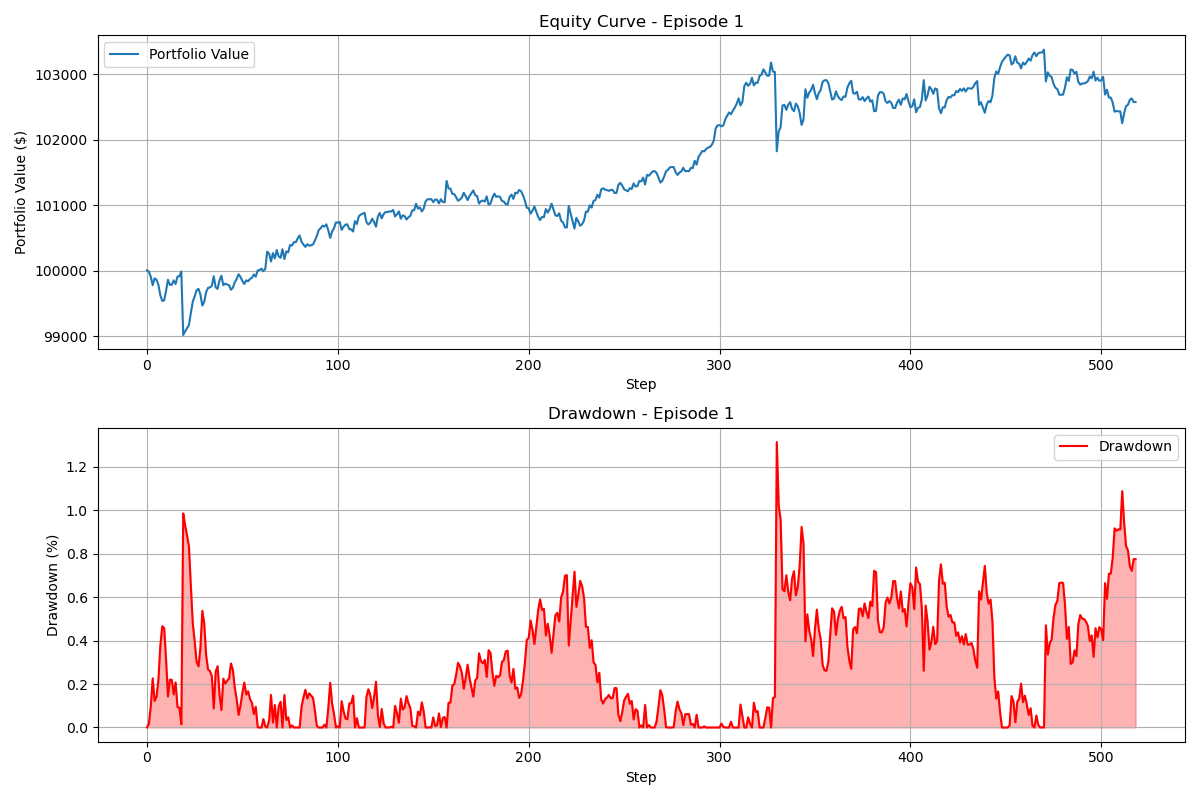 Equity Curve - Episode 1
Portfolio Value
Portfolio Value ($)
103000
102000
101000
100000
99000
0 100 200 300 400 500
Step
Drawdown - Episode 1
Drawdown
Drawdown (%)
1.2
1.0
0.8
0.6
0.4
0.2
0.0
0 100 200 300 400 500
Step